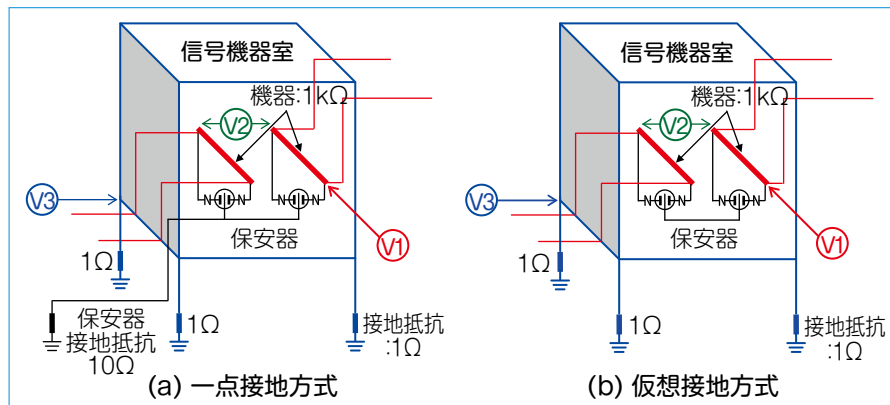 信号機器室
機器:1kΩ
V2
N N N N
V3
保安器
V1
1Ω
保安器
接地抵抗
10Ω
1Ω
接地抵抗
:1Ω
(a) 一点接地方式
信号機器室
機器:1kΩ
V2
N N N N
V3
保安器
V1
1Ω
1Ω
接地抵抗
:1Ω
(b) 仮想接地方式